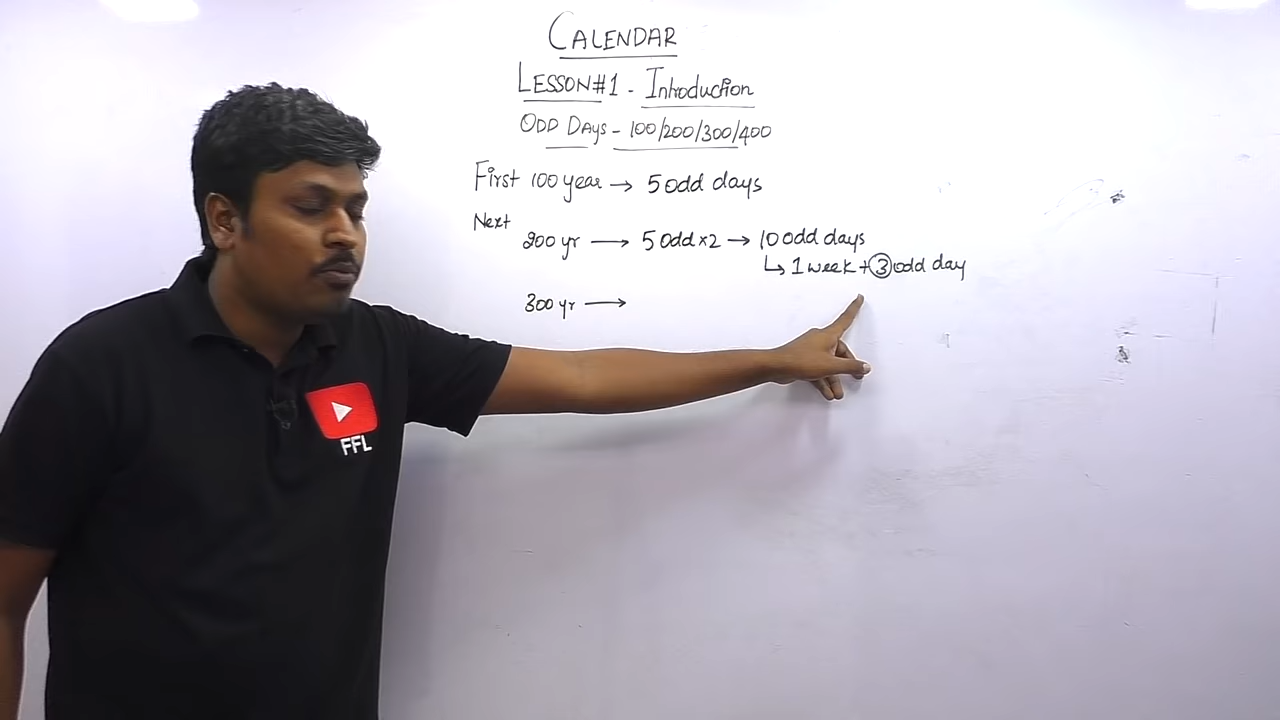 CALENDAR
LESSON#1 - Introduction
ODD DAYS - 100/200/300/400
First 100 year → 5 odd days
Next
200 yr → 5 odd x 2 → 10 odd days
↳ 1 week + 3 odd day
300 yr →
FFL